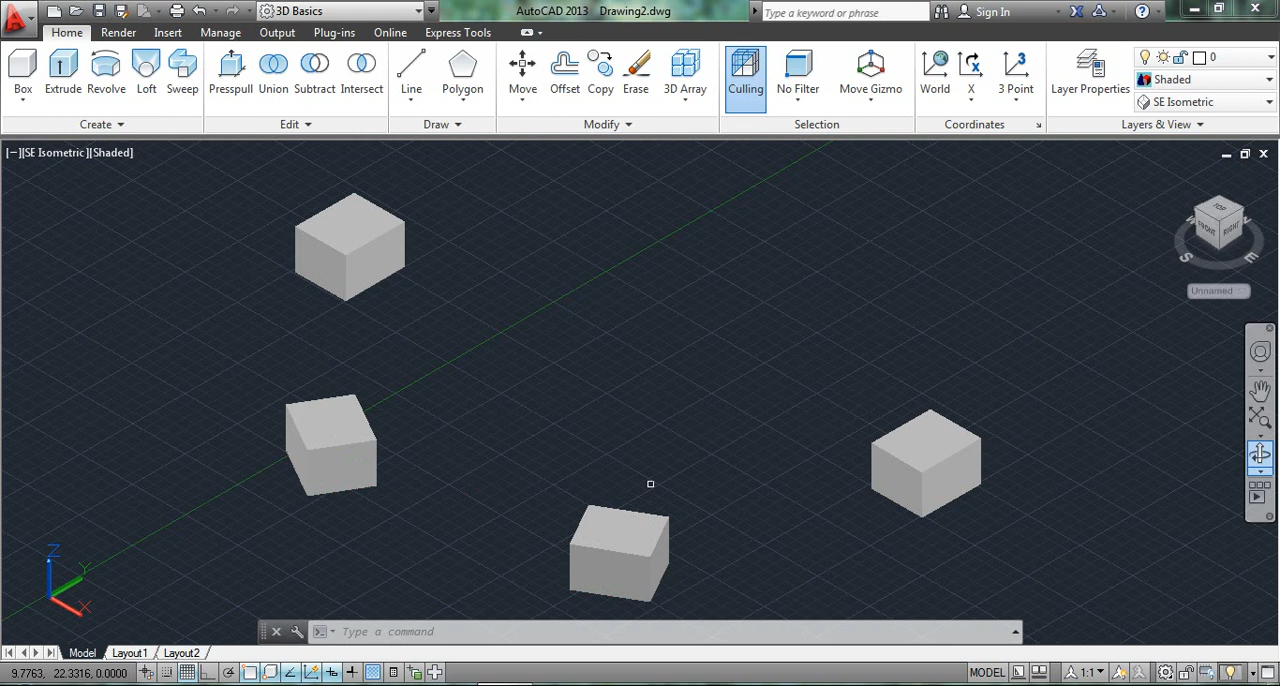 3D Basics AutoCAD 2013 Drawing2.dwg Type a keyword or phrase Sign In
Home Render Insert Manage Output Plug-ins Online Express Tools
Box Extrude Revolve Loft Sweep Presspull Union Subtract Intersect Line Polygon Move Offset Copy Erase 3D Array Culling No Filter Move Gizmo World X 3 Point Layer Properties
0
Shaded
SE Isometric
Create Edit Draw Modify Selection Coordinates Layers & View
[−][SE Isometric][Shaded]
TOP
FRONT RIGHT
W N
S E
Unnamed
Z
Y
X
Type a command
Model Layout1 Layout2
9.7763, 22.3316, 0.0000 MODEL 1:1